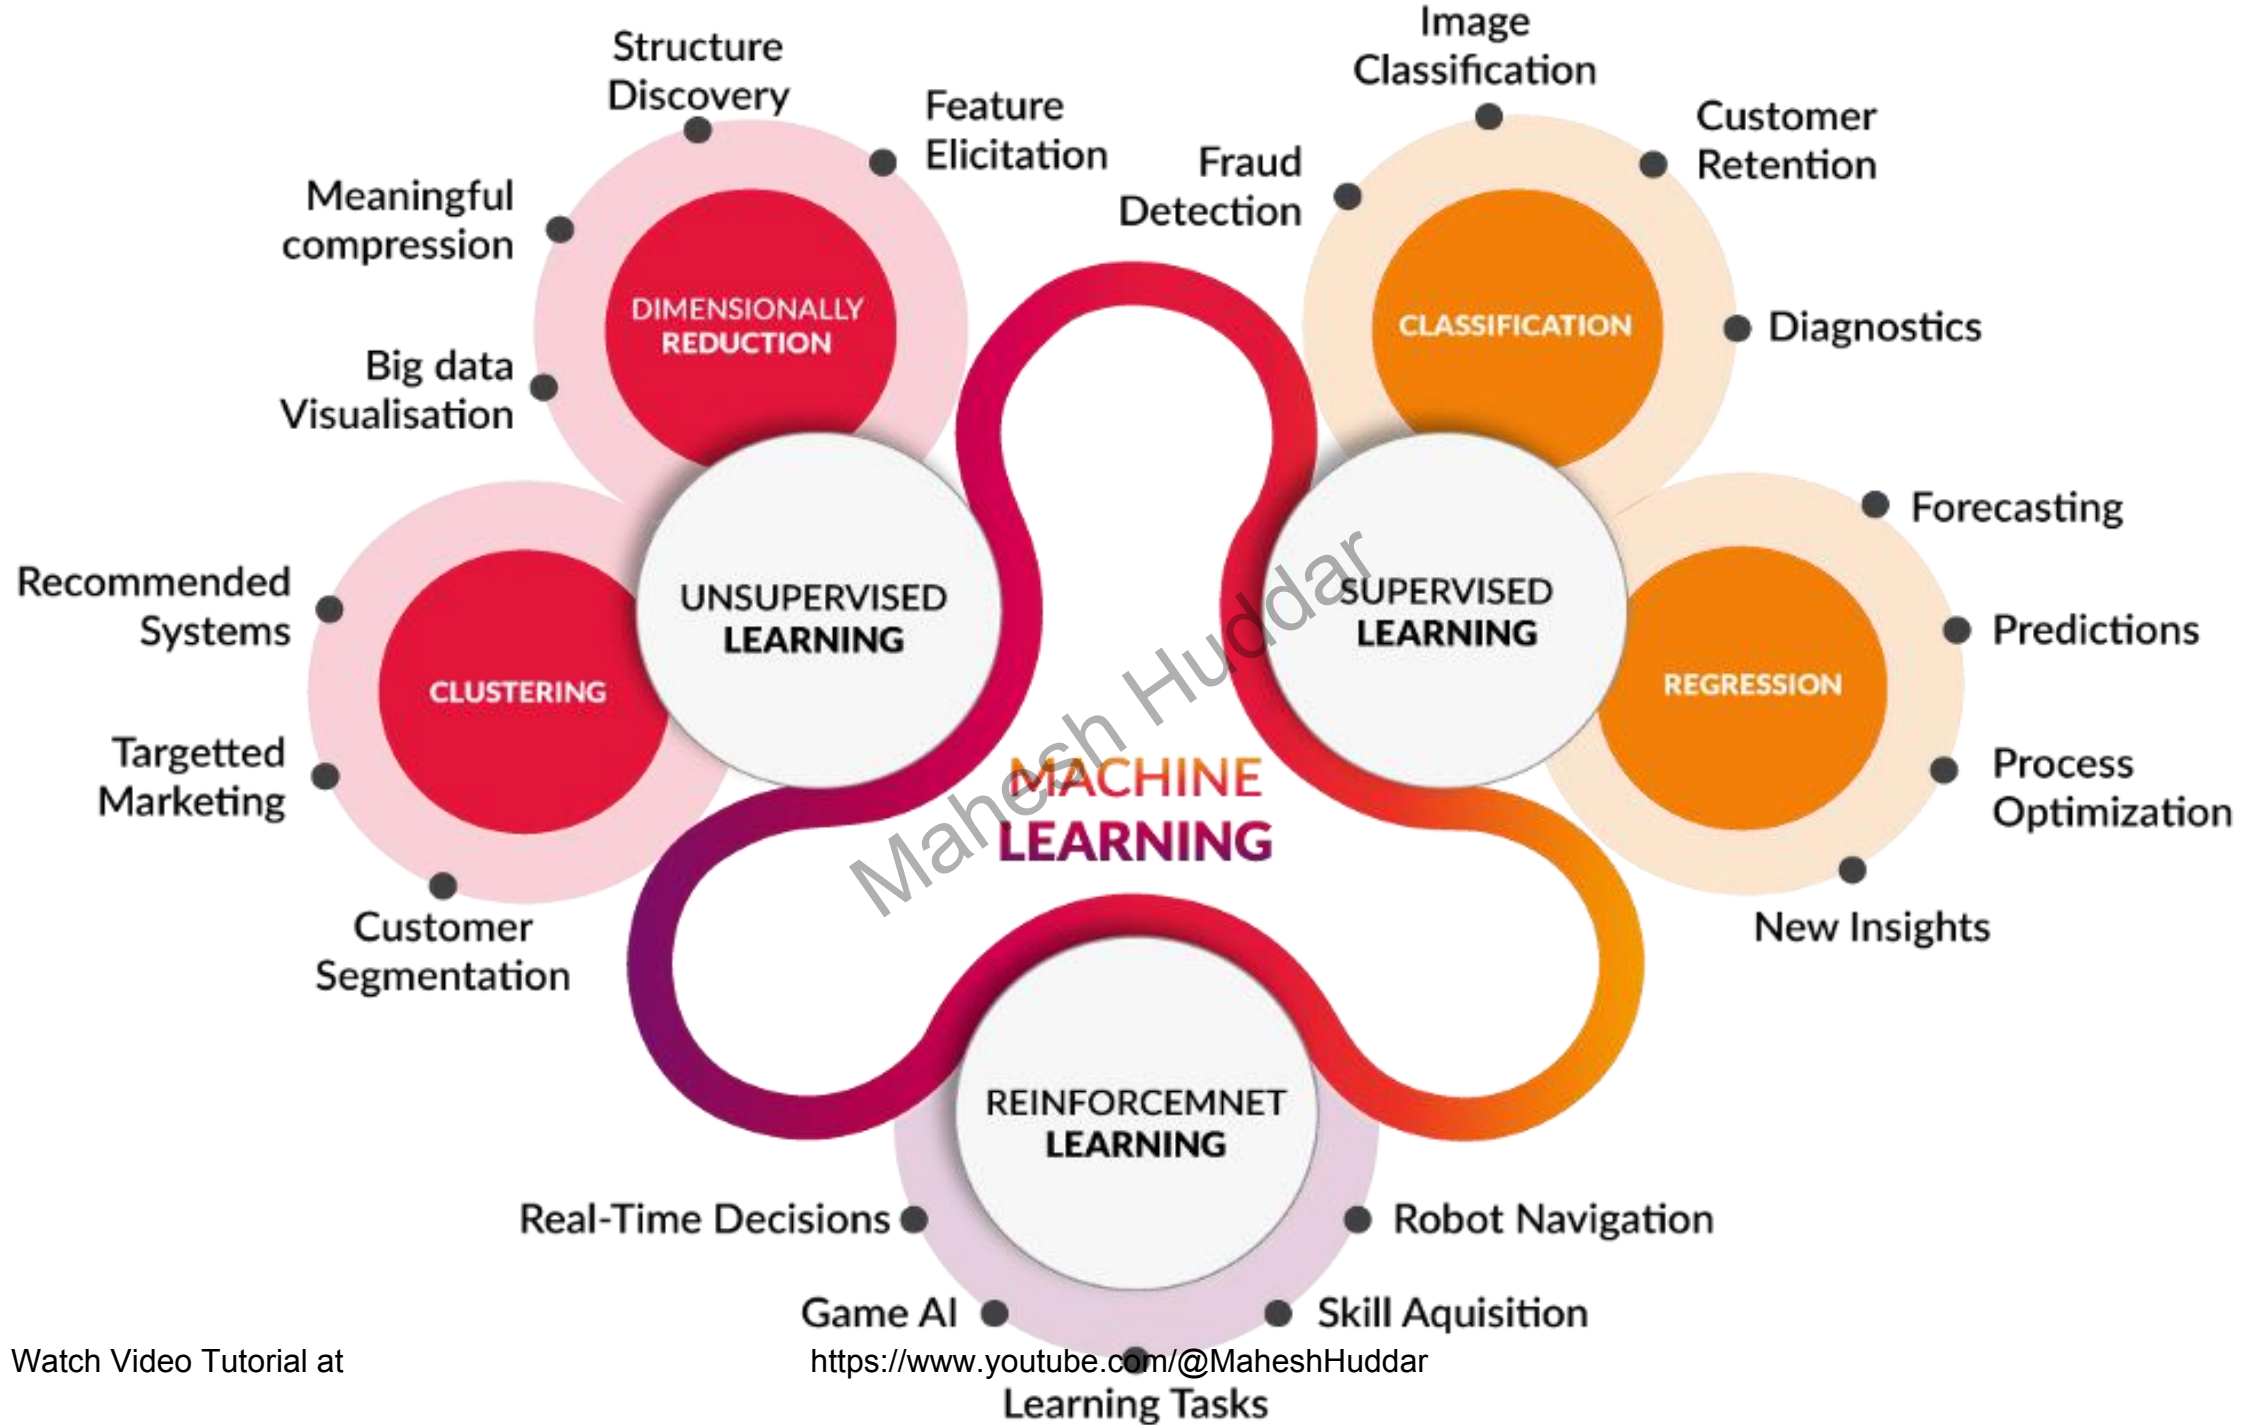 Structure
Discovery
Feature
Elicitation
Meaningful
compression
Big data
Visualisation
DIMENSIONALLY
REDUCTION
Image
Classification
Customer
Retention
Fraud
Detection
CLASSIFICATION
Diagnostics
Recommended
Systems
Targetted
Marketing
Customer
Segmentation
CLUSTERING
UNSUPERVISED
LEARNING
SUPERVISED
LEARNING
REGRESSION
Forecasting
Predictions
Process
Optimization
New Insights
MACHINE
LEARNING
Mahesh Huddar
REINFORCEMNET
LEARNING
Real-Time Decisions
Robot Navigation
Game AI
Skill Aquisition
Watch Video Tutorial at
https://www.youtube.com/@MaheshHuddar
Learning Tasks